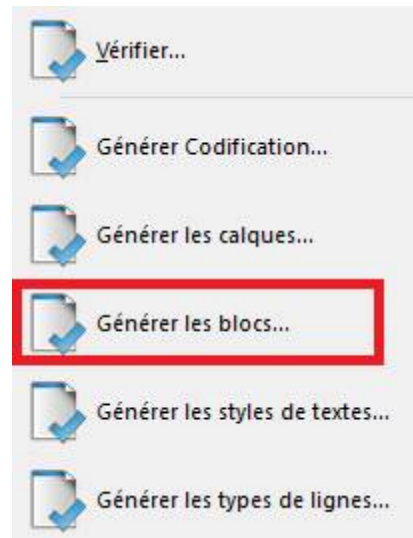 Vérifier...
Générer Codification...
Générer les calques...
Générer les blocs...
Générer les styles de textes...
Générer les types de lignes...